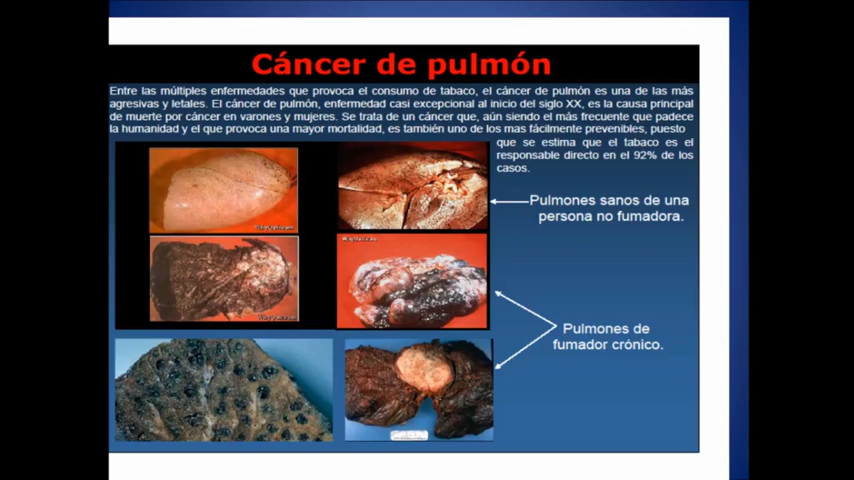 Cáncer de pulmón
Entre las múltiples enfermedades que provoca el consumo de tabaco, el cáncer de pulmón es una de las más
agresivas y letales. El cáncer de pulmón, enfermedad casi excepcional al inicio del siglo XX, es la causa principal
de muerte por cáncer en varones y mujeres. Se trata de un cáncer que, aún siendo el más frecuente que padece
la humanidad y el que provoca una mayor mortalidad, es también uno de los mas fácilmente prevenibles, puesto
que se estima que el tabaco es el
responsable directo en el 92% de los
casos.
Pulmones sanos de una
persona no fumadora.
Pulmones de
fumador crónico.